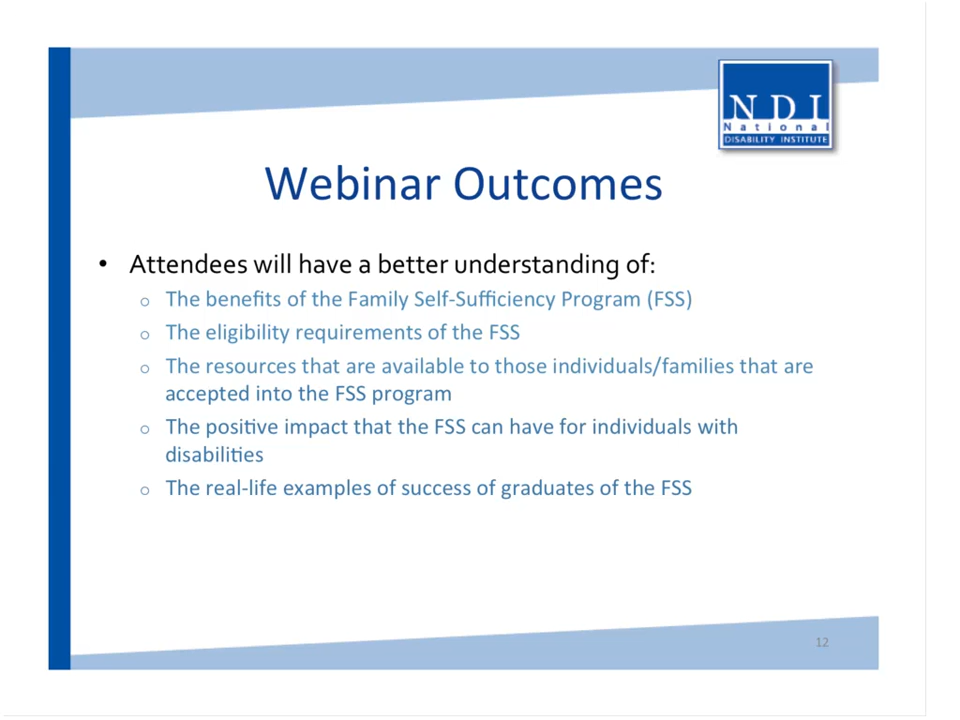 NDI
National
DISABILITY INSTITUTE
Webinar Outcomes
• Attendees will have a better understanding of:
o The benefits of the Family Self-Sufficiency Program (FSS)
o The eligibility requirements of the FSS
o The resources that are available to those individuals/families that are
accepted into the FSS program
o The positive impact that the FSS can have for individuals with
disabilities
o The real-life examples of success of graduates of the FSS
12